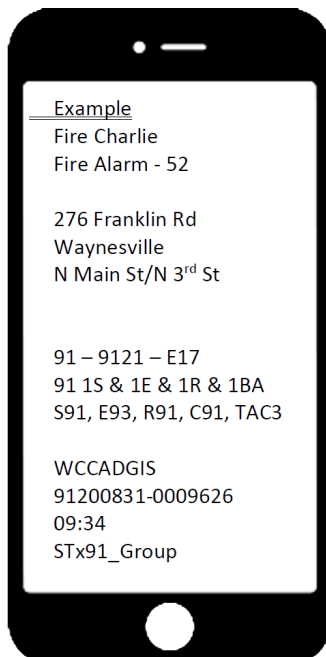 Example
Fire Charlie
Fire Alarm - 52
276 Franklin Rd
Waynesville
N Main St/N 3rd St
91 – 9121 – E17
91 1S & 1E & 1R & 1BA
S91, E93, R91, C91, TAC3
WCCADGIS
91200831-0009626
09:34
STx91_Group